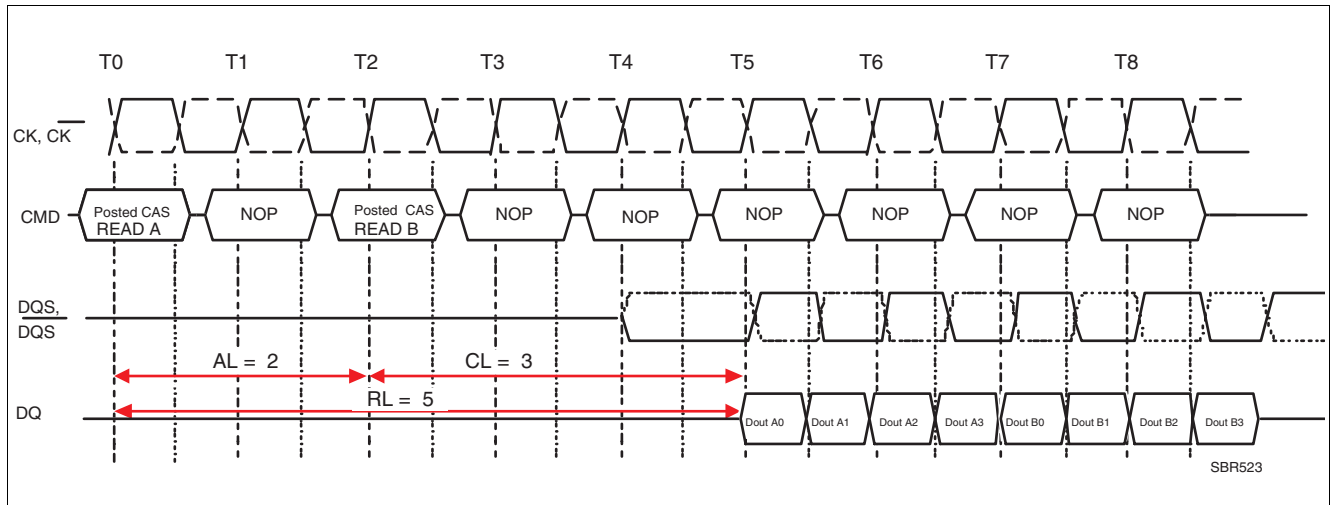 T0 T1 T2 T3 T4 T5 T6 T7 T8
CK, CK
CMD
Posted CAS
READ A
NOP
Posted CAS
READ B
NOP
NOP
NOP
NOP
NOP
NOP
DQS,
DQS
AL = 2
CL = 3
RL = 5
DQ
Dout A0
Dout A1
Dout A2
Dout A3
Dout B0
Dout B1
Dout B2
Dout B3
SBR523